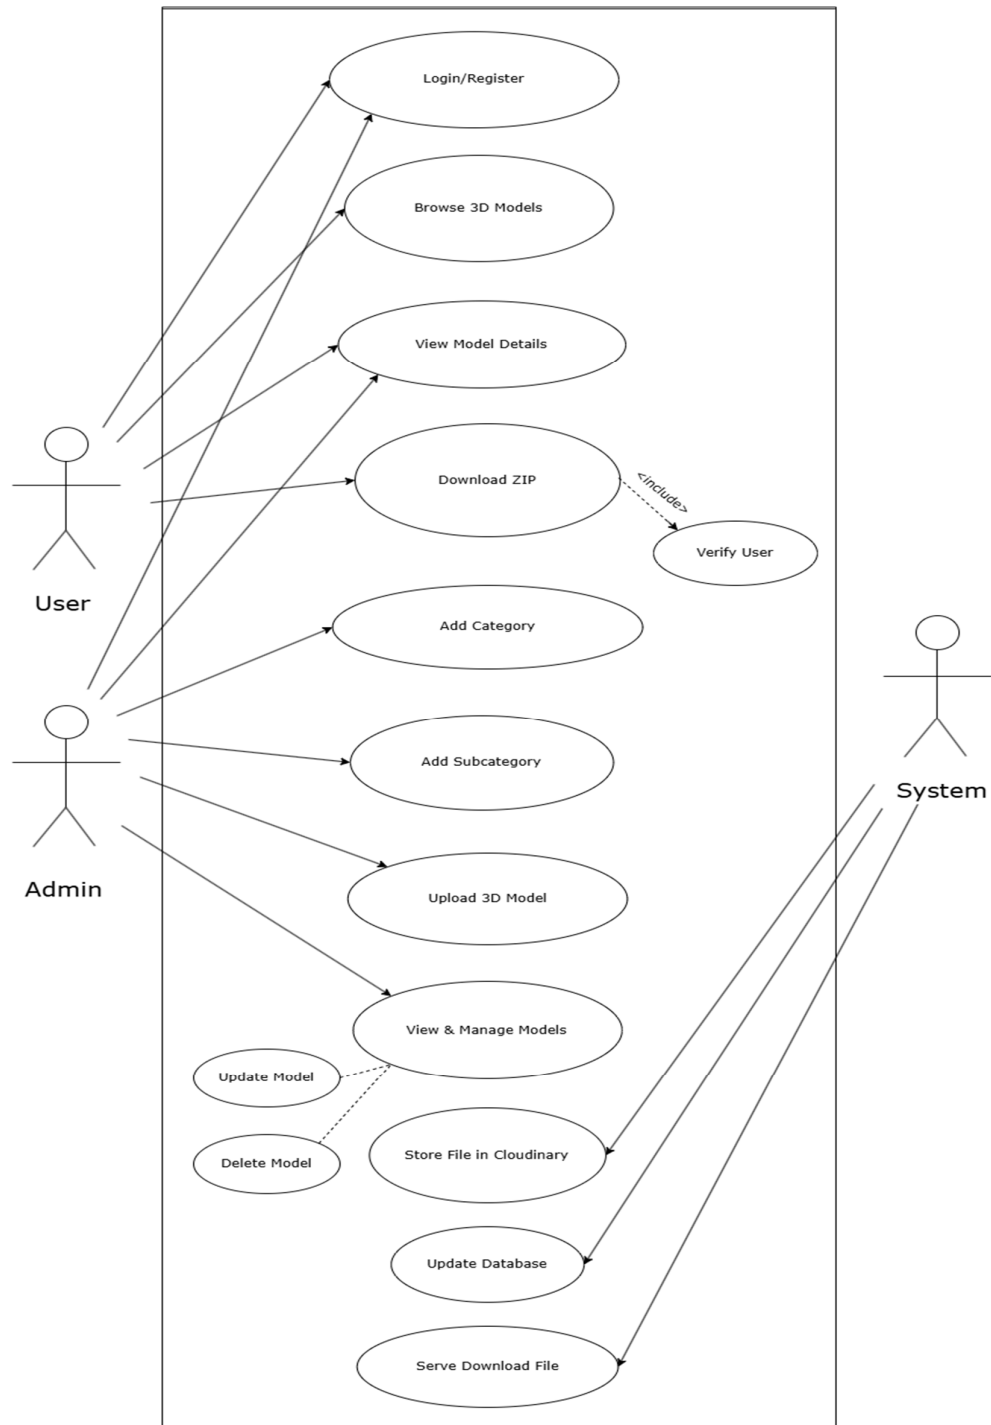 Login/Register
Browse 3D Models
View Model Details
Download ZIP
<include>
Verify User
User
Add Category
Add Subcategory
System
Admin
Upload 3D Model
View & Manage Models
Update Model
Delete Model
Store File in Cloudinary
Update Database
Serve Download File